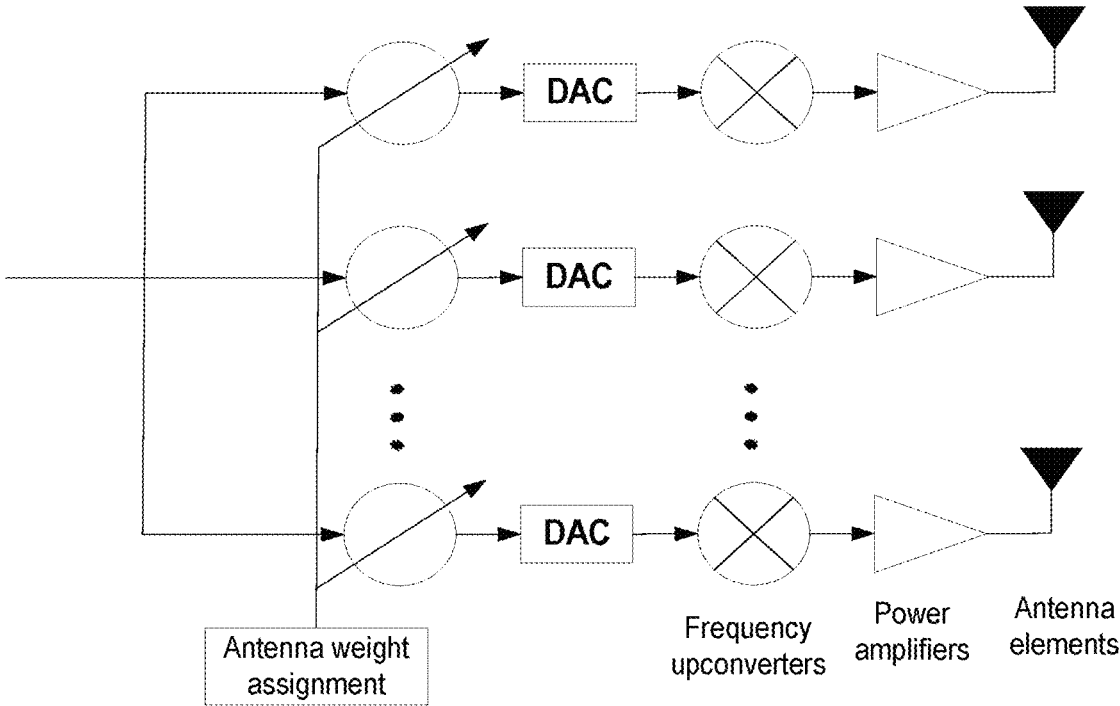 DAC
DAC
DAC
Antenna weight
assignment
Frequency
upconverters
Power
amplifiers
Antenna
elements